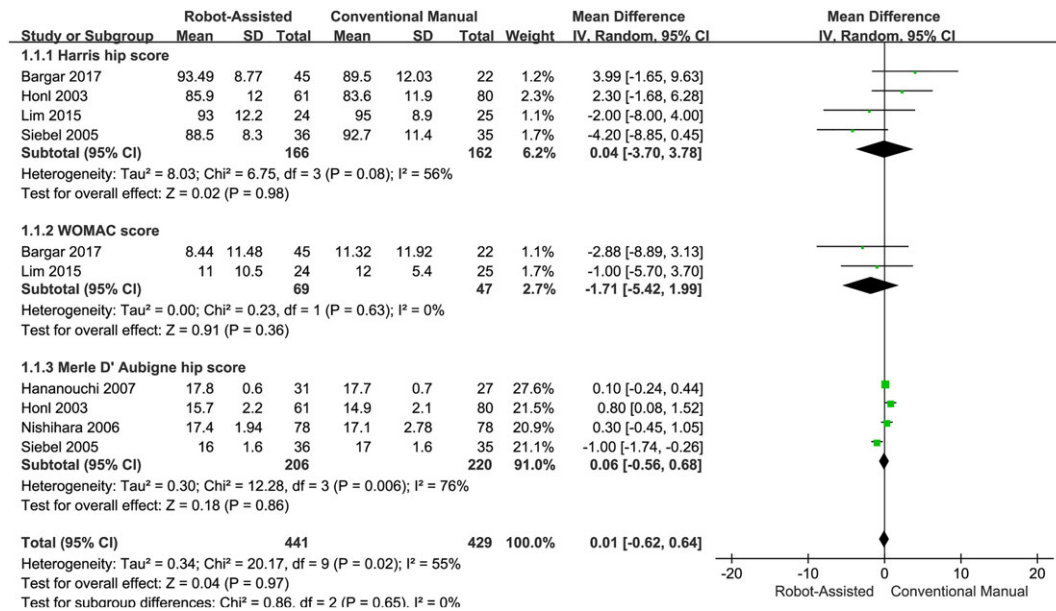 Robot-Assisted Conventional Manual Mean Difference Mean Difference
Study or Subgroup Mean SD Total Mean SD Total Weight IV, Random, 95% CI IV, Random, 95% CI
1.1.1 Harris hip score
Bargar 2017 93.49 8.77 45 89.5 12.03 22 1.2% 3.99 [-1.65, 9.63]
Honl 2003 85.9 12 61 83.6 11.9 80 2.3% 2.30 [-1.68, 6.28]
Lim 2015 93 12.2 24 95 8.9 25 1.1% -2.00 [-8.00, 4.00]
Siebel 2005 88.5 8.3 36 92.7 11.4 35 1.7% -4.20 [-8.85, 0.45]
Subtotal (95% CI) 166 162 6.2% 0.04 [-3.70, 3.78]
Heterogeneity: Tau² = 8.03; Chi² = 6.75, df = 3 (P = 0.08); I² = 56%
Test for overall effect: Z = 0.02 (P = 0.98)
1.1.2 WOMAC score
Bargar 2017 8.44 11.48 45 11.32 11.92 22 1.1% -2.88 [-8.89, 3.13]
Lim 2015 11 10.5 24 12 5.4 25 1.7% -1.00 [-5.70, 3.70]
Subtotal (95% CI) 69 47 2.7% -1.71 [-5.42, 1.99]
Heterogeneity: Tau² = 0.00; Chi² = 0.23, df = 1 (P = 0.63); I² = 0%
Test for overall effect: Z = 0.91 (P = 0.36)
1.1.3 Merle D' Aubigne hip score
Hananouchi 2007 17.8 0.6 31 17.7 0.7 27 27.6% 0.10 [-0.24, 0.44]
Honl 2003 15.7 2.2 61 14.9 2.1 80 21.5% 0.80 [0.08, 1.52]
Nishihara 2006 17.4 1.94 78 17.1 2.78 78 20.9% 0.30 [-0.45, 1.05]
Siebel 2005 16 1.6 36 17 1.6 35 21.1% -1.00 [-1.74, -0.26]
Subtotal (95% CI) 206 220 91.0% 0.06 [-0.56, 0.68]
Heterogeneity: Tau² = 0.30; Chi² = 12.28, df = 3 (P = 0.006); I² = 76%
Test for overall effect: Z = 0.18 (P = 0.86)
Total (95% CI) 441 429 100.0% 0.01 [-0.62, 0.64]
Heterogeneity: Tau² = 0.34; Chi² = 20.17, df = 9 (P = 0.02); I² = 55%
Test for overall effect: Z = 0.04 (P = 0.97)
Test for subgroup differences: Chi² = 0.86, df = 2 (P = 0.65), I² = 0%
-20 -10 0 10 20
Robot-Assisted Conventional Manual